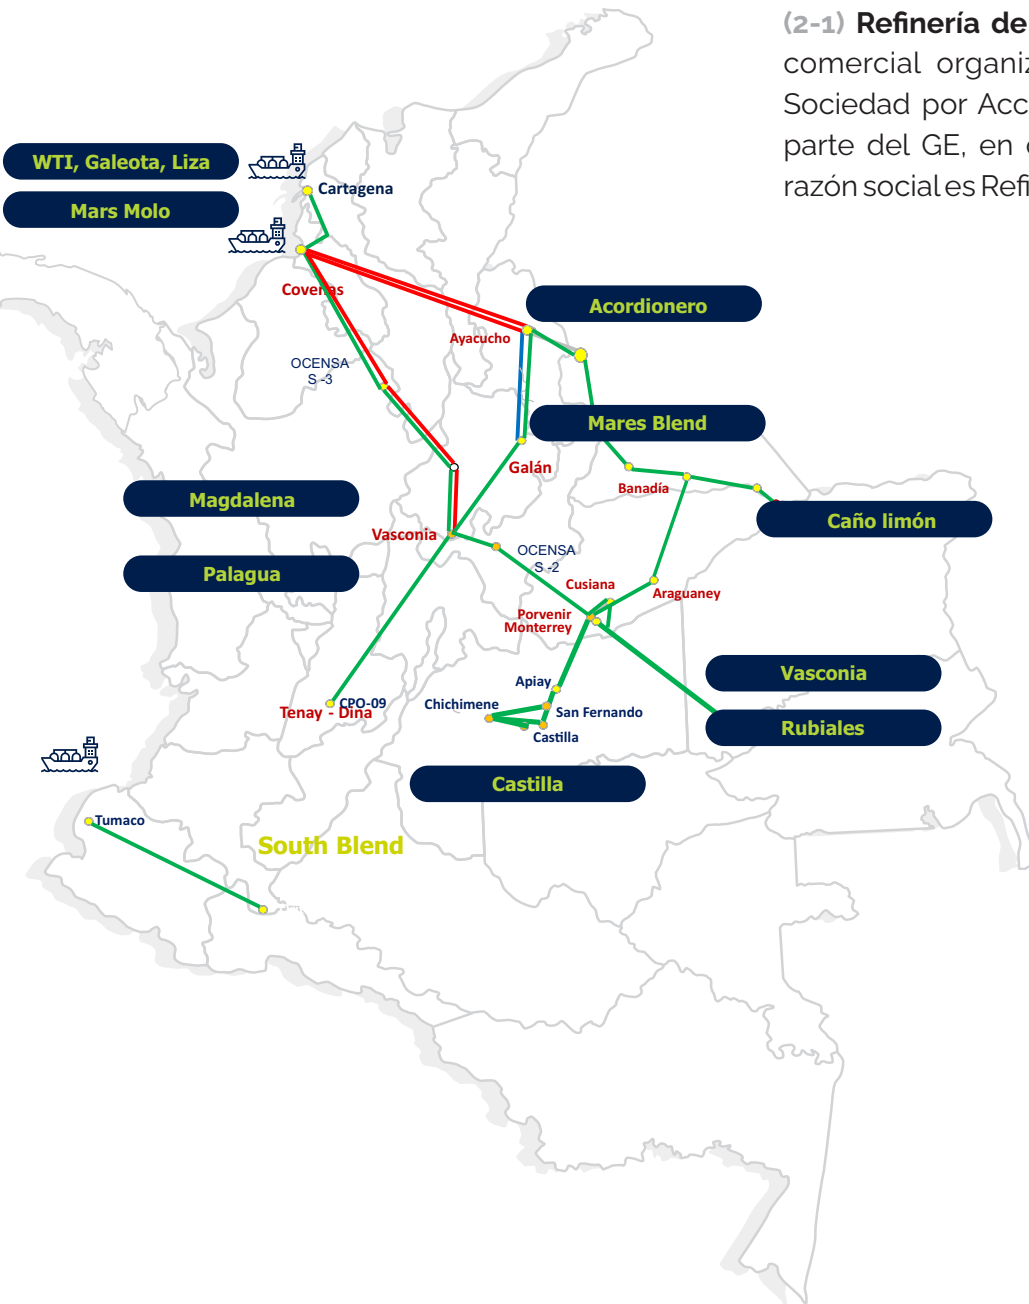 (2-1) Refinería de
comercial organiz
Sociedad por Acc
parte del GE, en
razón social es Refi
WTI, Galeota, Liza
Cartagena
Mars Molo
Coveñas
Acordionero
Ayacucho
OCENSA
S -3
Mares Blend
Galán
Banadía
Magdalena
Caño limón
Vasconia
OCENSA
S -2
Palagua
Cusiana
Araguaney
Porvenir
Monterrey
Vasconia
Apiay
CPO-09
Chichimene
Tenay - Dina
San Fernando
Rubiales
Castilla
Castilla
Tumaco
South Blend